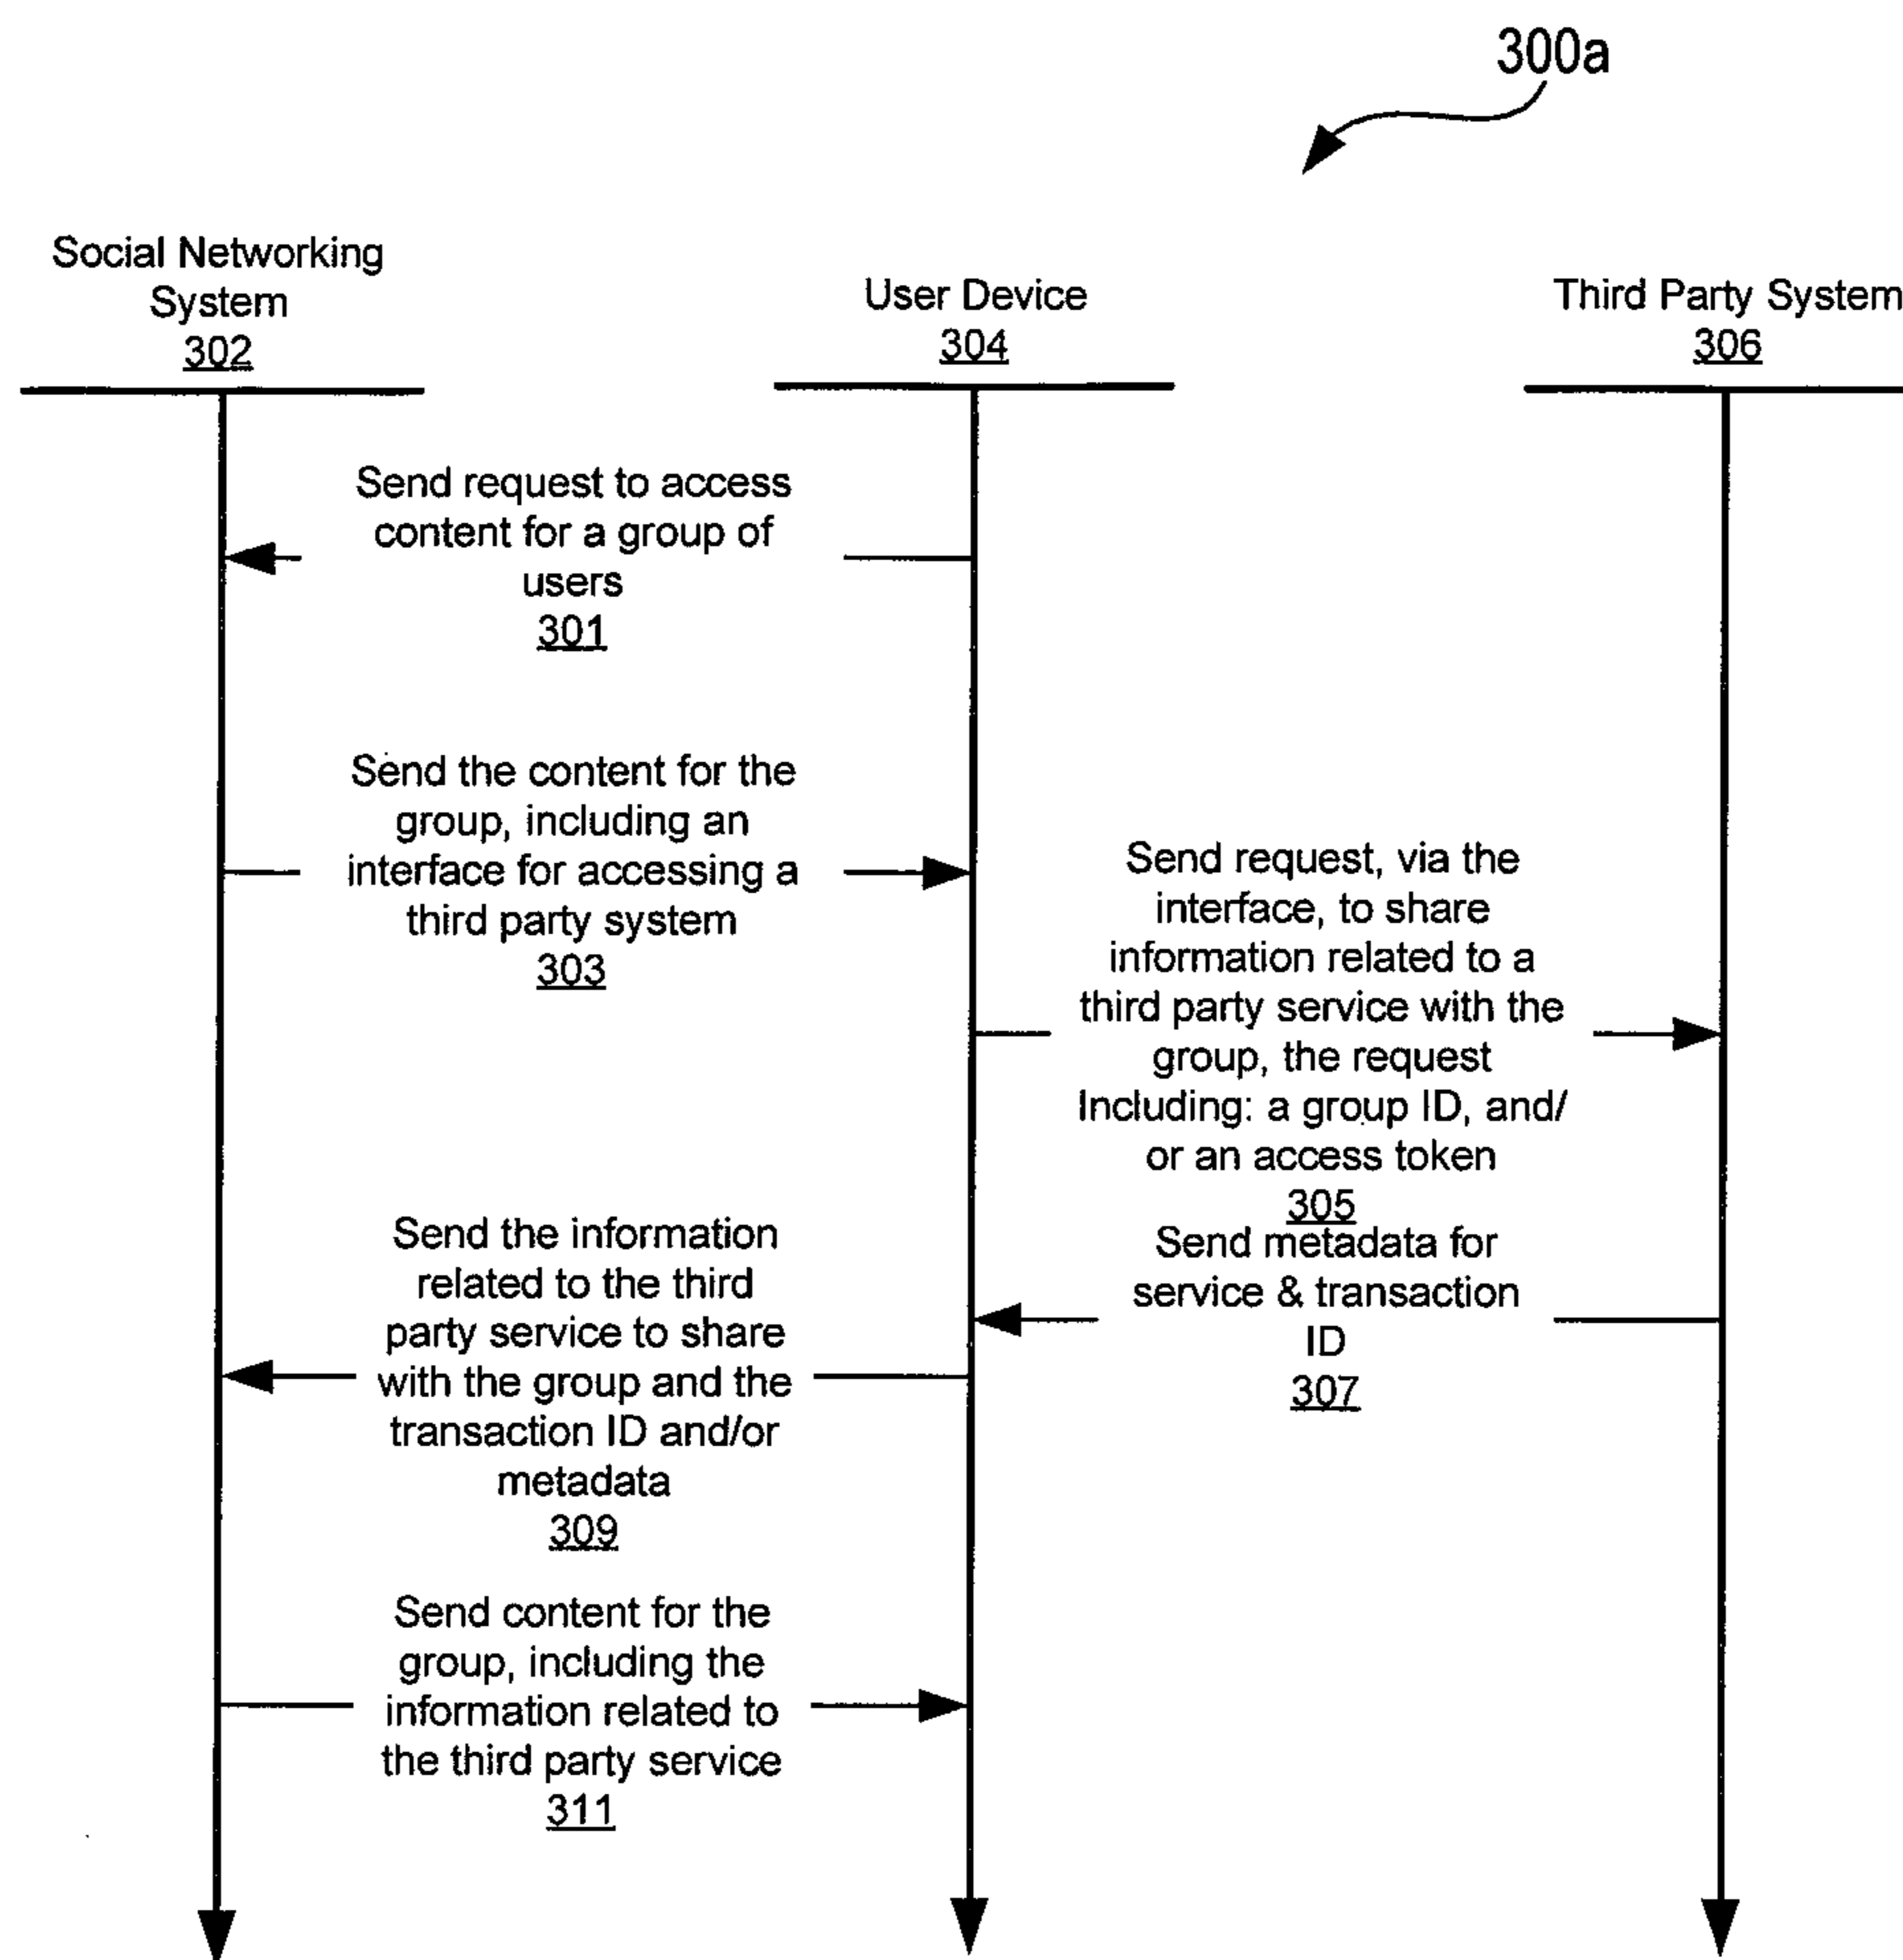 300a
Social Networking
System
302
User Device
304
Third Party System
306
Send request to access
content for a group of
users
301
Send the content for the
group, including an
interface for accessing a
third party system
303
Send request, via the
interface, to share
information related to a
third party service with the
group, the request
Including: a group ID, and/
or an access token
305
Send metadata for
service & transaction
ID
307
Send the information
related to the third
party service to share
with the group and the
transaction ID and/or
metadata
309
Send content for the
group, including the
information related to
the third party service
311